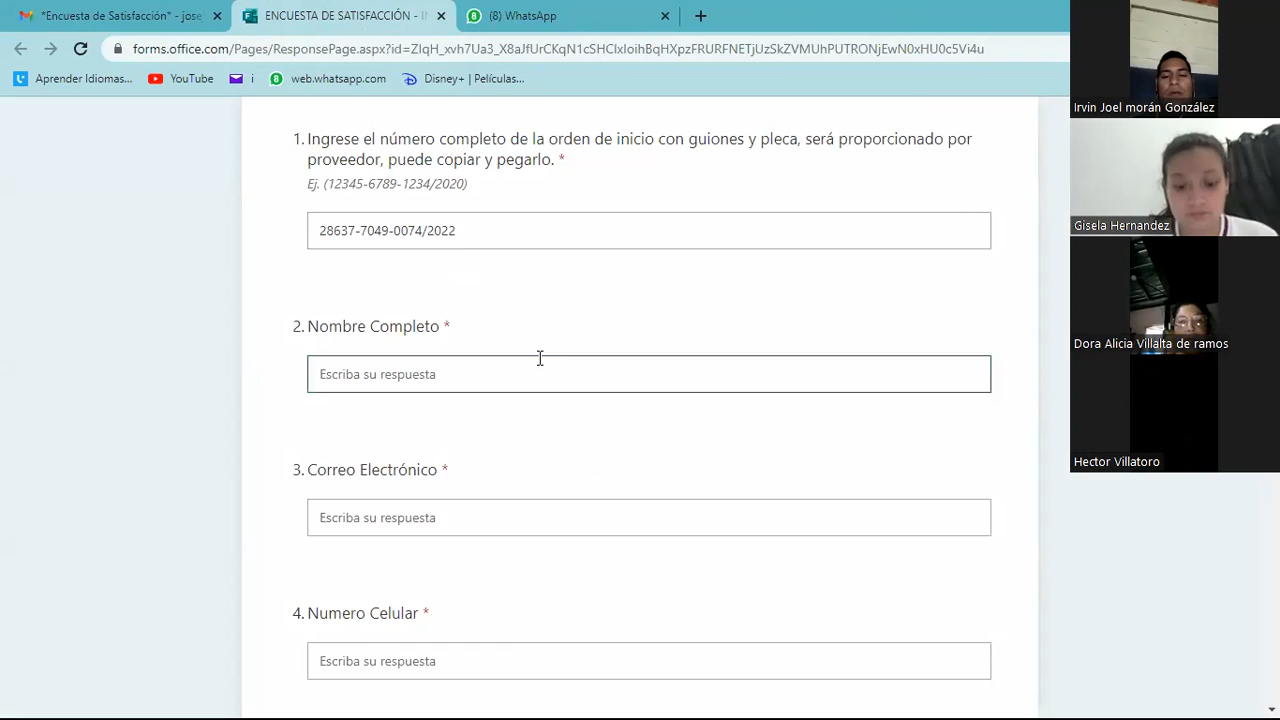 *Encuesta de Satisfacción* - jose
ENCUESTA DE SATISFACCIÓN - I
(8) WhatsApp
forms.office.com/Pages/ResponsePage.aspx?id=ZIqH_xvh7Ua3_X8aJfUrCKqN1cSHClxIoihBqHXpzFRURFNETjUzSkZVMUhPUTRONjEwN0xHU0c5Vi4u
Aprender Idiomas...
YouTube
i
web.whatsapp.com
Disney+ | Películas,...
1. Ingrese el número completo de la orden de inicio con guiones y pleca, será proporcionado por
proveedor, puede copiar y pegarlo. *
Ej. (12345-6789-1234/2020)
28637-7049-0074/2022
2. Nombre Completo *
Escriba su respuesta
3. Correo Electrónico *
Escriba su respuesta
4. Numero Celular *
Escriba su respuesta
Irvin Joel morán González
Gisela Hernandez
Dora Alicia Villalta de ramos
Hector Villatoro